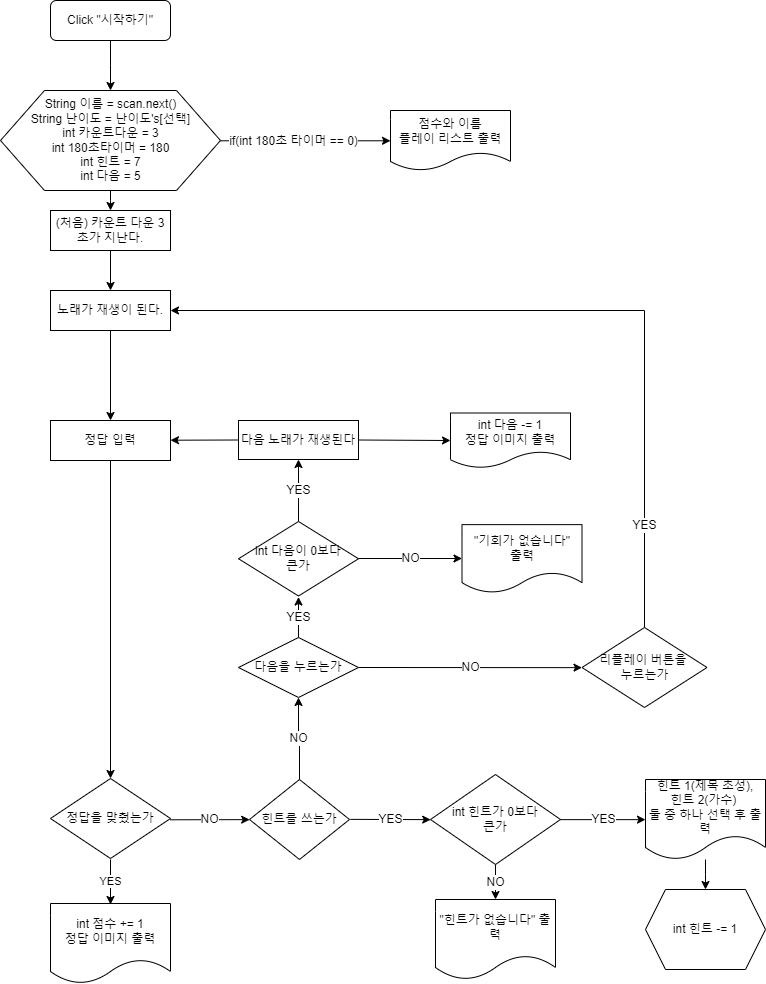 Click "시작하기"
String 이름 = scan.next()
String 난이도 = 난이도's[선택]
int 카운트다운 = 3
int 180초타이머 = 180
int 힌트 = 7
int 다음 = 5
if(int 180초 타이머 == 0)
점수와 이름
플레이 리스트 출력
(처음) 카운트 다운 3
초가 지난다.
노래가 재생이 된다.
정답 입력
다음 노래가 재생된다
int 다음 -= 1
정답 이미지 출력
YES
int 다음이 0보다
큰가
NO
"기회가 없습니다"
출력
YES
YES
다음을 누르는가
NO
리플레이 버튼을
누르는가
NO
정답을 맞췄는가
NO
힌트를 쓰는가
YES
int 힌트가 0보다
큰가
YES
힌트 1(제목 초성),
힌트 2(가수)
둘 중 하나 선택 후 출
력
YES
NO
int 점수 += 1
정답 이미지 출력
"힌트가 없습니다" 출
력
int 힌트 -= 1